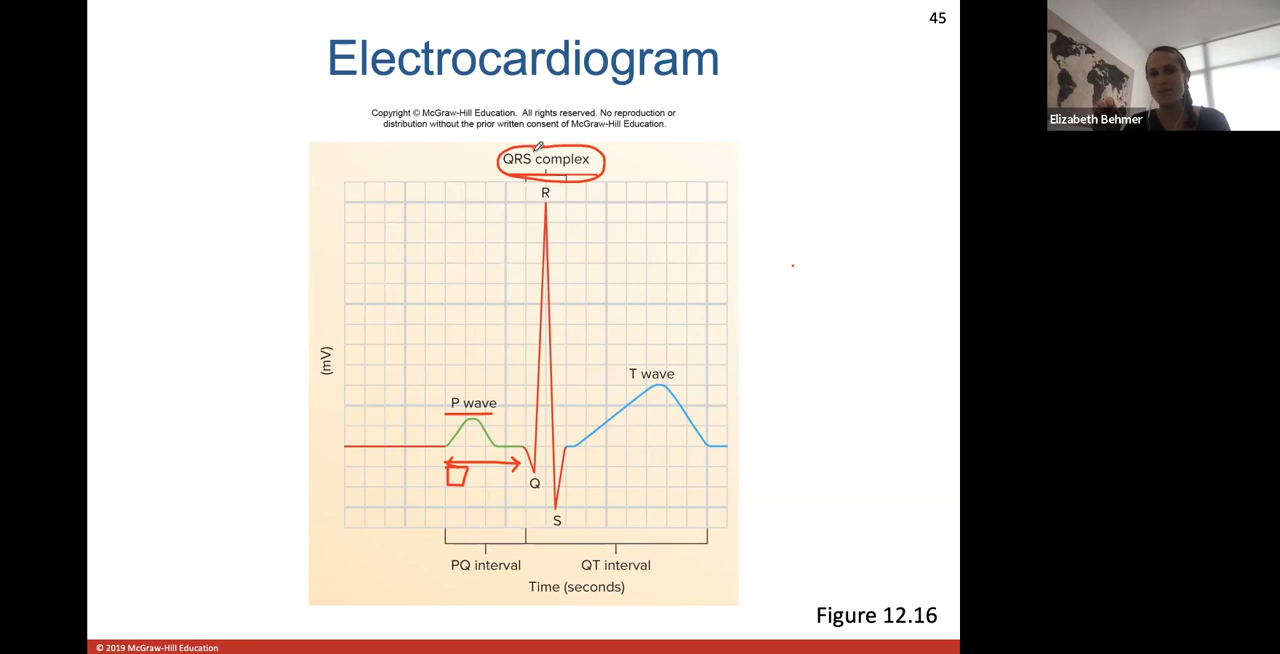 45
Electrocardiogram
Elizabeth Behmer
Copyright © McGraw-Hill Education. All rights reserved. No reproduction or
distribution without the prior written consent of McGraw-Hill Education.
QRS complex
R
(mV)
T wave
P wave
Q
S
PQ interval
QT interval
Time (seconds)
Figure 12.16
© 2019 McGraw-Hill Education